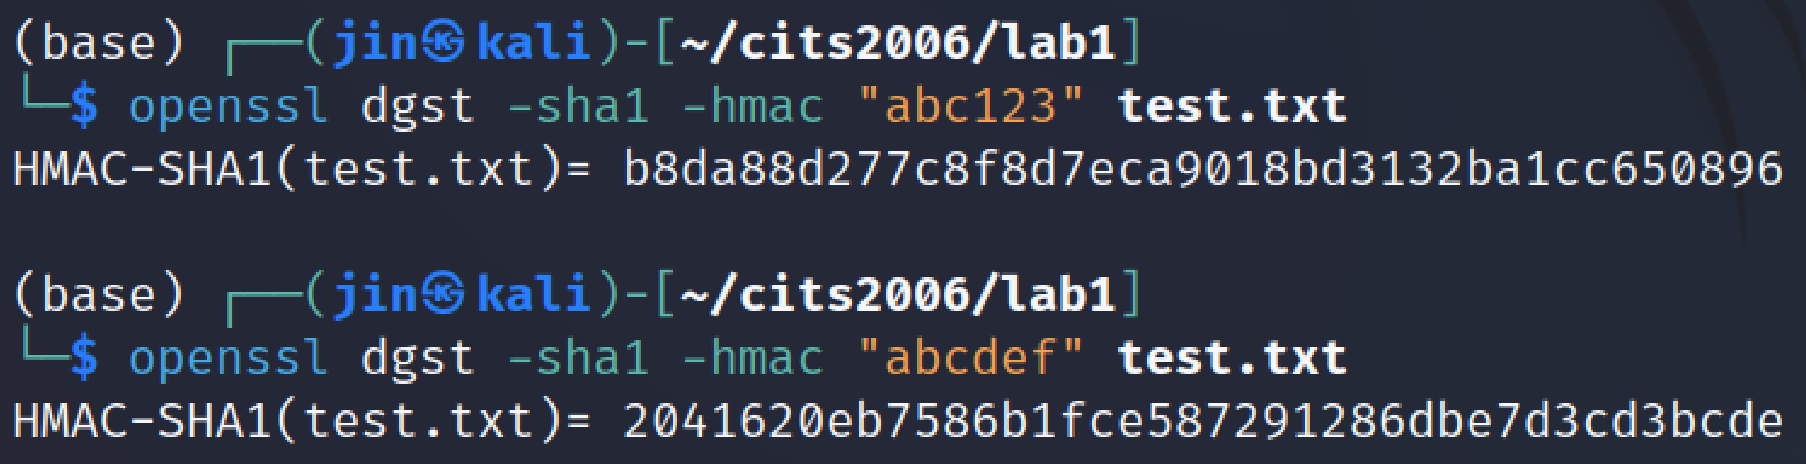 (base) ┌──(jin㉿kali)-[~/cits2006/lab1]
└─$ openssl dgst -sha1 -hmac "abc123" test.txt
HMAC-SHA1(test.txt)= b8da88d277c8f8d7eca9018bd3132ba1cc650896
(base) ┌──(jin㉿kali)-[~/cits2006/lab1]
└─$ openssl dgst -sha1 -hmac "abcdef" test.txt
HMAC-SHA1(test.txt)= 2041620eb7586b1fce587291286dbe7d3cd3bcde